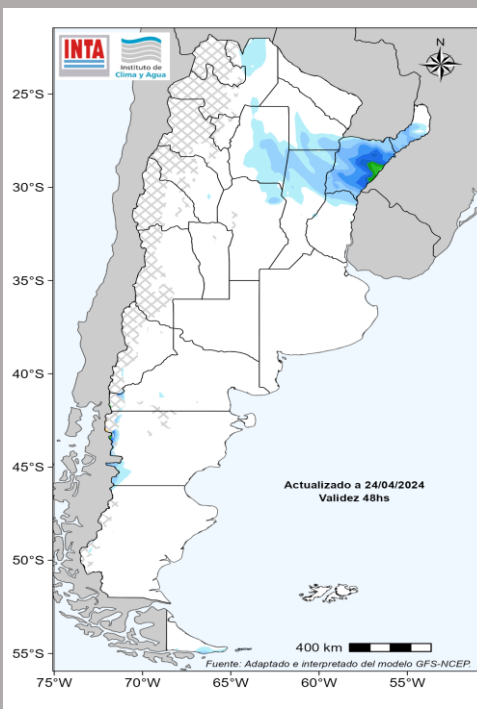 INTA
Instituto de
Clima y Agua
N
25°S
30°S
35°S
40°S
45°S
50°S
55°S
Actualizado a 24/04/2024
Validez 48hs
400 km
Fuente: Adaptado e interpretado del modelo GFS-NCEP.
75°W
70°W
65°W
60°W
55°W